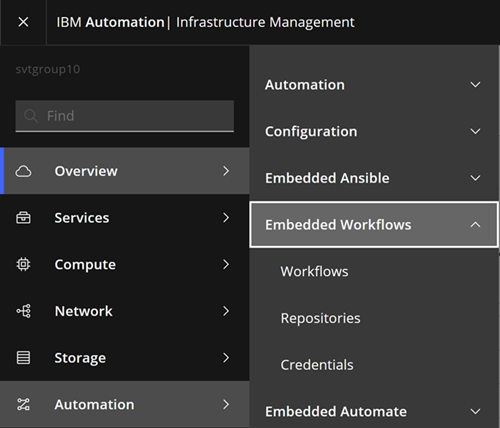 IBM Automation| Infrastructure Management
svtgroup10
Find
Overview
Services
Compute
Network
Storage
Automation
Automation
Configuration
Embedded Ansible
Embedded Workflows
Workflows
Repositories
Credentials
Embedded Automate